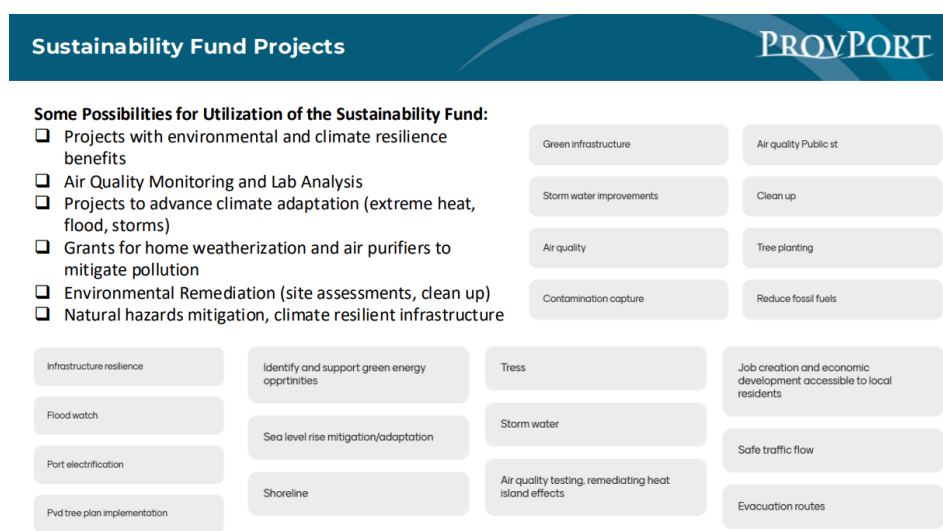 Sustainability Fund Projects
PROVPORT
Some Possibilities for Utilization of the Sustainability Fund:
Projects with environmental and climate resilience
benefits
Air Quality Monitoring and Lab Analysis
Projects to advance climate adaptation (extreme heat,
flood, storms)
Grants for home weatherization and air purifiers to
mitigate pollution
Environmental Remediation (site assessments, clean up)
Natural hazards mitigation, climate resilient infrastructure
Green infrastructure
Air quality Public st
Storm water improvements
Clean up
Air quality
Tree planting
Contamination capture
Reduce fossil fuels
Infrastructure resilience
Flood watch
Port electrification
Pvd tree plan implementation
Identify and support green energy
opprtinities
Sea level rise mitigation/adaptation
Shoreline
Tress
Storm water
Air quality testing, remediating heat
island effects
Job creation and economic
development accessible to local
residents
Safe traffic flow
Evacuation routes